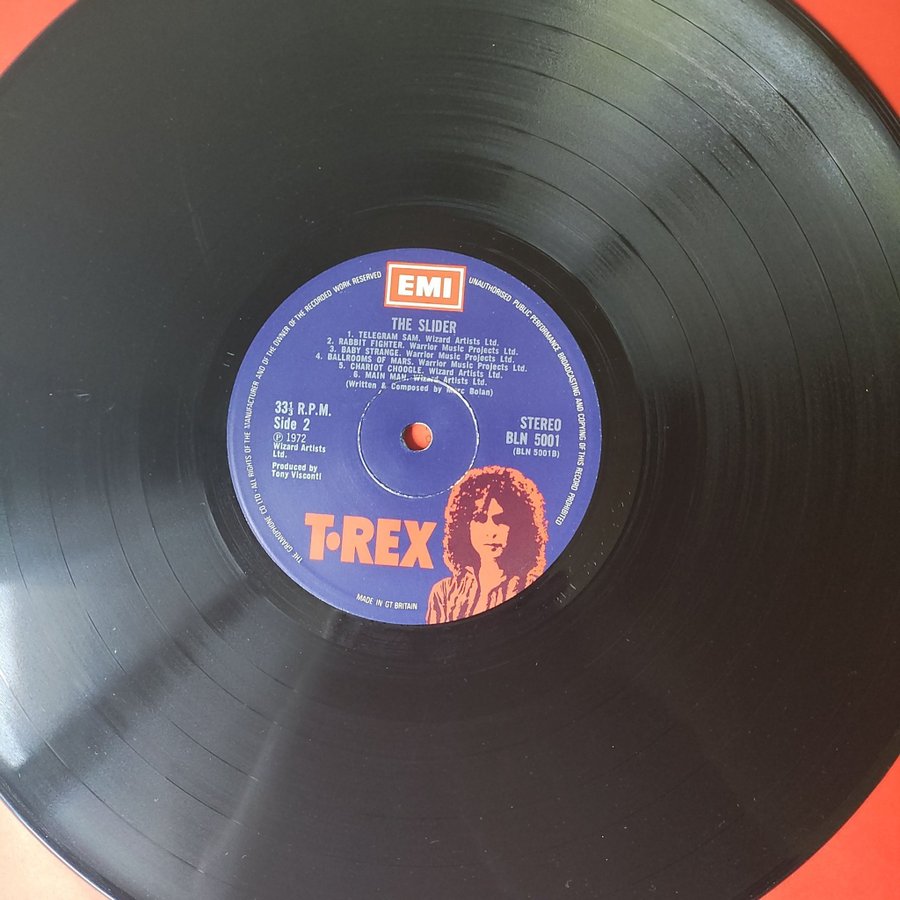 EMI
THE GRAMOPHONE CO LTD · ALL RIGHTS OF THE MANUFACTURER AND OF THE OWNER OF THE RECORDED WORK RESERVED
UNAUTHORISED PUBLIC PERFORMANCE BROADCASTING AND COPYING OF THIS RECORD PROHIBITED
THE SLIDER
1. TELEGRAM SAM. Wizard Artists Ltd.
2. RABBIT FIGHTER. Warrior Music Projects Ltd.
3. BABY STRANGE. Warrior Music Projects Ltd.
4. BALLROOMS OF MARS. Warrior Music Projects Ltd.
5. CHARIOT CHOOGLE. Wizard Artists Ltd.
6. MAIN MAN. Wizard Artists Ltd.
(Written & Composed by Marc Bolan)
33⅓ R.P.M.
Side 2
Ⓟ 1972
Wizard Artists
Ltd.
Produced by
Tony Visconti
STEREO
BLN 5001
(BLN 5001B)
T·REX
MADE IN GT BRITAIN